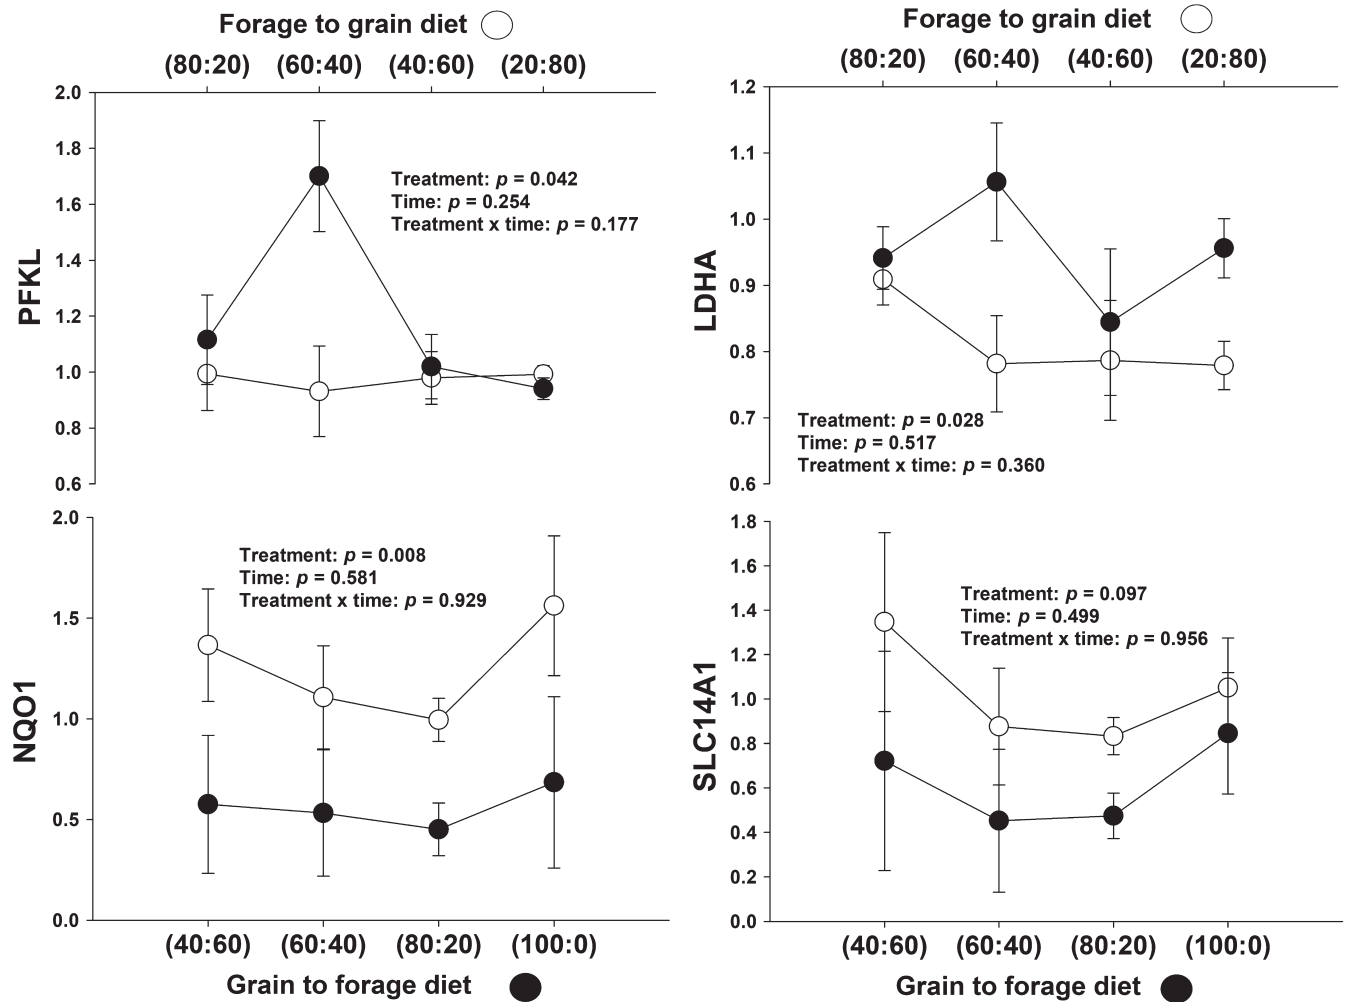 Forage to grain diet
(80:20) (60:40) (40:60) (20:80)
2.0
1.8
1.6
1.4
1.2
1.0
0.8
0.6
PFKL
Treatment: p = 0.042
Time: p = 0.254
Treatment x time: p = 0.177
Forage to grain diet
(80:20) (60:40) (40:60) (20:80)
1.2
1.1
1.0
0.9
0.8
0.7
0.6
LDHA
Treatment: p = 0.028
Time: p = 0.517
Treatment x time: p = 0.360
2.0
1.5
1.0
0.5
0.0
NQO1
Treatment: p = 0.008
Time: p = 0.581
Treatment x time: p = 0.929
(40:60) (60:40) (80:20) (100:0)
Grain to forage diet
1.8
1.6
1.4
1.2
1.0
0.8
0.6
0.4
0.2
0.0
SLC14A1
Treatment: p = 0.097
Time: p = 0.499
Treatment x time: p = 0.956
(40:60) (60:40) (80:20) (100:0)
Grain to forage diet